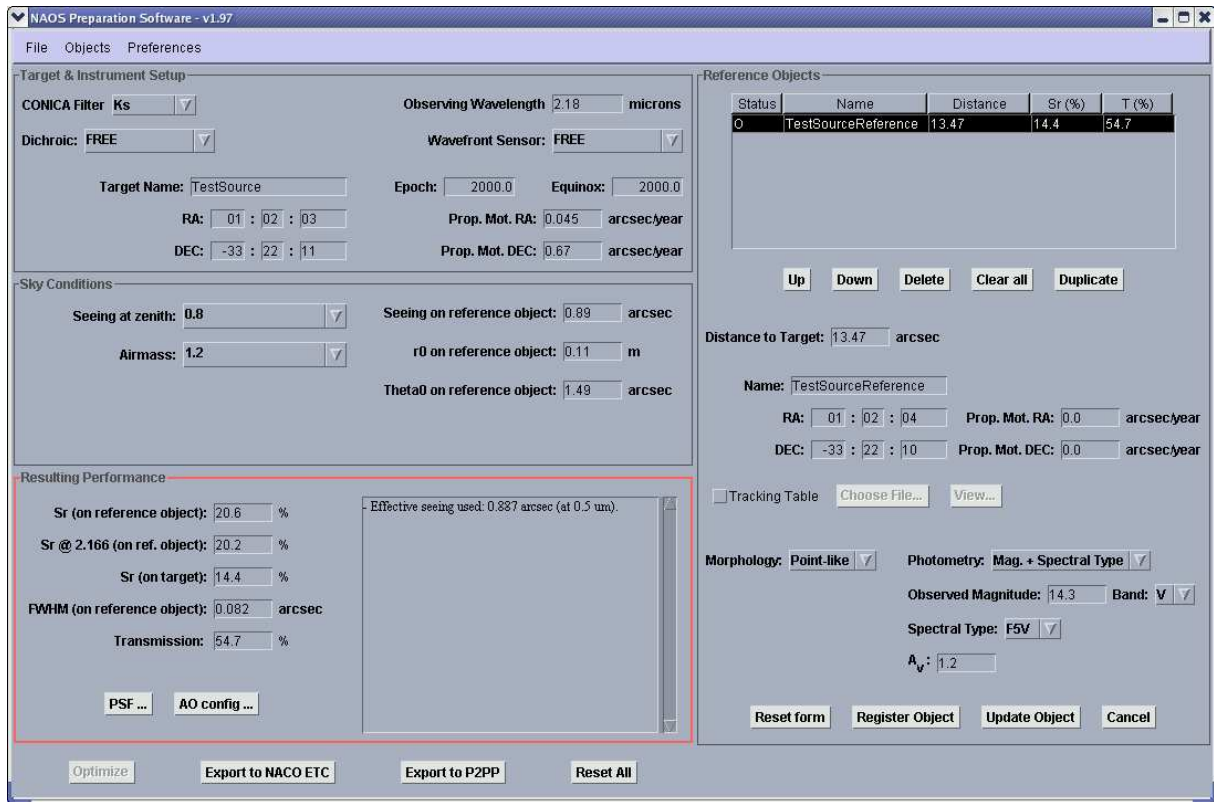 NAOS Preparation Software - v1.97
File Objects Preferences
Target & Instrument Setup
CONICA Filter Ks
Observing Wavelength 2.18 microns
Dichroic: FREE
Wavefront Sensor: FREE
Target Name: TestSource
Epoch: 2000.0 Equinox: 2000.0
RA: 01 : 02 : 03
Prop. Mot. RA: 0.045 arcsec/year
DEC: -33 : 22 : 11
Prop. Mot. DEC: 0.67 arcsec/year
Sky Conditions
Seeing at zenith: 0.8
Seeing on reference object: 0.89 arcsec
Airmass: 1.2
r0 on reference object: 0.11 m
Theta0 on reference object: 1.49 arcsec
Resulting Performance
Sr (on reference object): 20.6 %
Sr @ 2.166 (on ref. object): 20.2 %
Sr (on target): 14.4 %
FWHM (on reference object): 0.082 arcsec
Transmission: 54.7 %
PSF ... AO config ...
- Effective seeing used: 0.887 arcsec (at 0.5 um).
Reference Objects
Status Name Distance Sr (%) T (%)
O TestSourceReference 13.47 14.4 54.7
Up Down Delete Clear all Duplicate
Distance to Target: 13.47 arcsec
Name: TestSourceReference
RA: 01 : 02 : 04 Prop. Mot. RA: 0.0 arcsec/year
DEC: -33 : 22 : 10 Prop. Mot. DEC: 0.0 arcsec/year
Tracking Table Choose File... View...
Morphology: Point-like Photometry: Mag. + Spectral Type
Observed Magnitude: 14.3 Band: V
Spectral Type: F5V
Av: 1.2
Reset form Register Object Update Object Cancel
Optimize Export to NACO ETC Export to P2PP Reset All